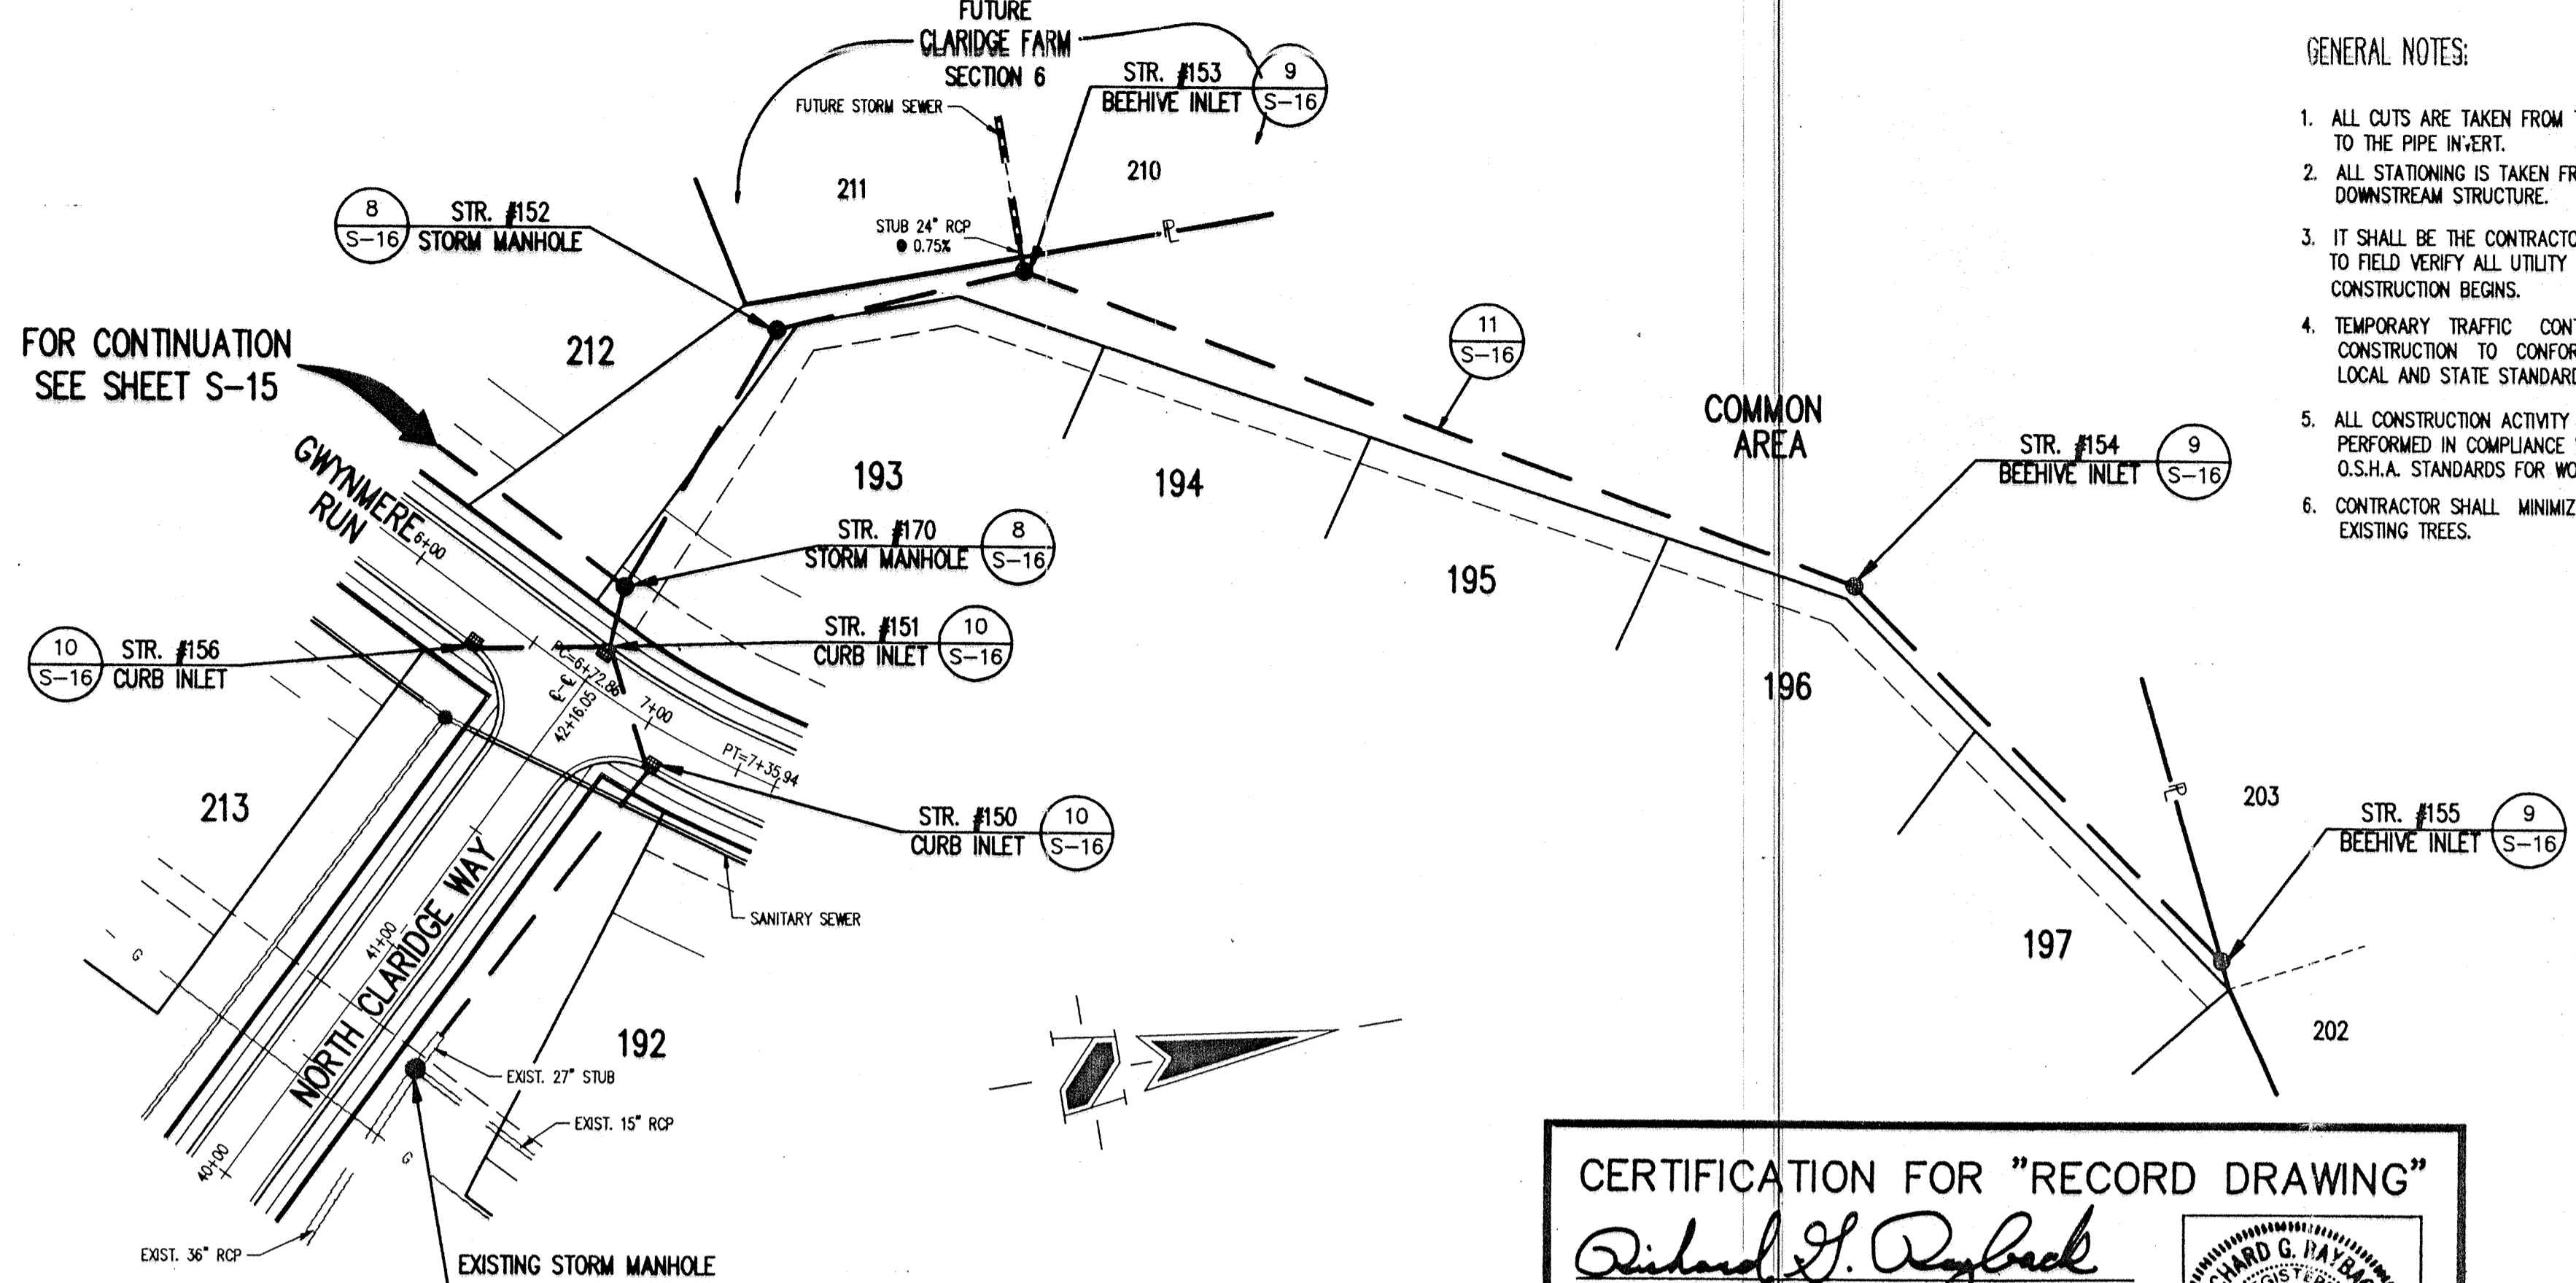 FUTURE
CLARIDGE FARM
SECTION 6
FUTURE STORM SEWER
STR. #153
BEEHIVE INLET
9
S-16
211
210
STUB 24" RCP
@ 0.75%
PL
8
S-16
STR. #152
STORM MANHOLE
FOR CONTINUATION
SEE SHEET S-15
212
GWYNMERE
RUN
6+00
193
194
11
S-16
COMMON
AREA
STR. #154
BEEHIVE INLET
9
S-16
STR. #170
STORM MANHOLE
8
S-16
195
STR. #151
CURB INLET
10
S-16
10
S-16
STR. #156
CURB INLET
PC=6+72.86
42+16.05
7+00
PT=7+35.94
196
213
STR. #150
CURB INLET
10
S-16
PL
203
STR. #155
BEEHIVE INLET
9
S-16
SANITARY SEWER
197
202
41+00
NORTH CLARIDGE WAY
G
192
EXIST. 27" STUB
EXIST. 15" RCP
40+00
G
EXIST. 36" RCP
EXISTING STORM MANHOLE
GENERAL NOTES:
1. ALL CUTS ARE TAKEN FROM
TO THE PIPE INVERT.
2. ALL STATIONING IS TAKEN FR
DOWNSTREAM STRUCTURE.
3. IT SHALL BE THE CONTRACTO
TO FIELD VERIFY ALL UTILITY
CONSTRUCTION BEGINS.
4. TEMPORARY TRAFFIC CONT
CONSTRUCTION TO CONFOR
LOCAL AND STATE STANDARD
5. ALL CONSTRUCTION ACTIVITY
PERFORMED IN COMPLIANCE
O.S.H.A. STANDARDS FOR WO
6. CONTRACTOR SHALL MINIMIZ
EXISTING TREES.
CERTIFICATION FOR "RECORD DRAWING"
Richard G. Rayback
CHARD G. RAYBAC
GISTER